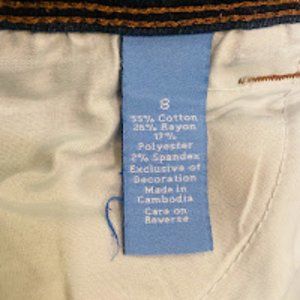 8
55% Cotton
26% Rayon
17%
Polyester
2% Spandex
Exclusive of
Decoration
Made in
Cambodia
Care on
Reverse